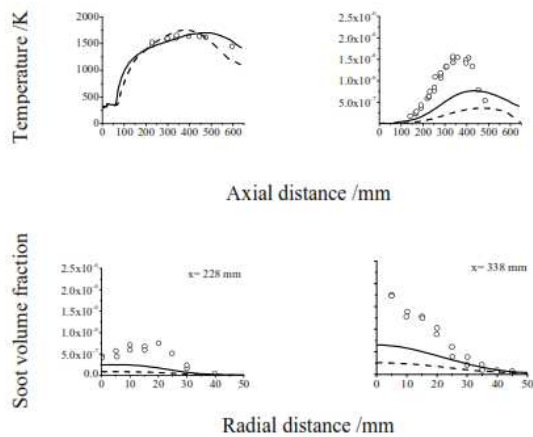 Temperature /K
2000
1500
1000
500
0
0 100 200 300 400 500 600
2.5x10⁻⁶
2.0x10⁻⁶
1.5x10⁻⁶
1.0x10⁻⁶
5.0x10⁻⁷
0 100 200 300 400 500 600
Axial distance /mm
Soot volume fraction
2.5x10⁻⁶
2.0x10⁻⁶
1.5x10⁻⁶
1.0x10⁻⁶
5.0x10⁻⁷
0.0
x= 228 mm
0 10 20 30 40 50
x= 338 mm
0 10 20 30 40 50
Radial distance /mm